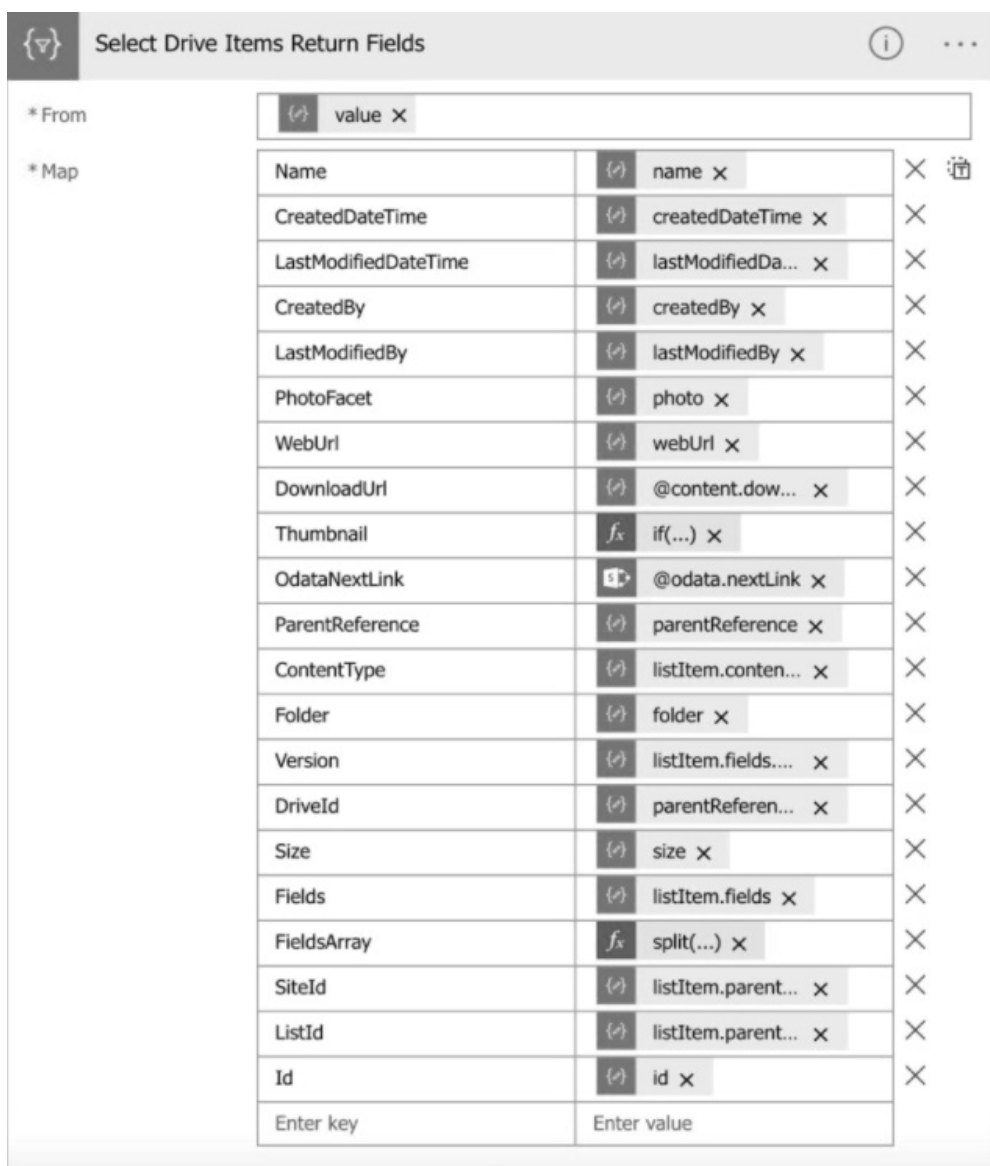 Select Drive Items Return Fields
* From value
* Map Name name
CreatedDateTime createdDateTime
LastModifiedDateTime lastModifiedDa...
CreatedBy createdBy
LastModifiedBy lastModifiedBy
PhotoFacet photo
WebUrl webUrl
DownloadUrl @content.dow...
Thumbnail fx if(...)
OdataNextLink @odata.nextLink
ParentReference parentReference
ContentType listItem.conten...
Folder folder
Version listItem.fields....
DriveId parentReferen...
Size size
Fields listItem.fields
FieldsArray fx split(...)
SiteId listItem.parent...
ListId listItem.parent...
Id id
Enter key Enter value